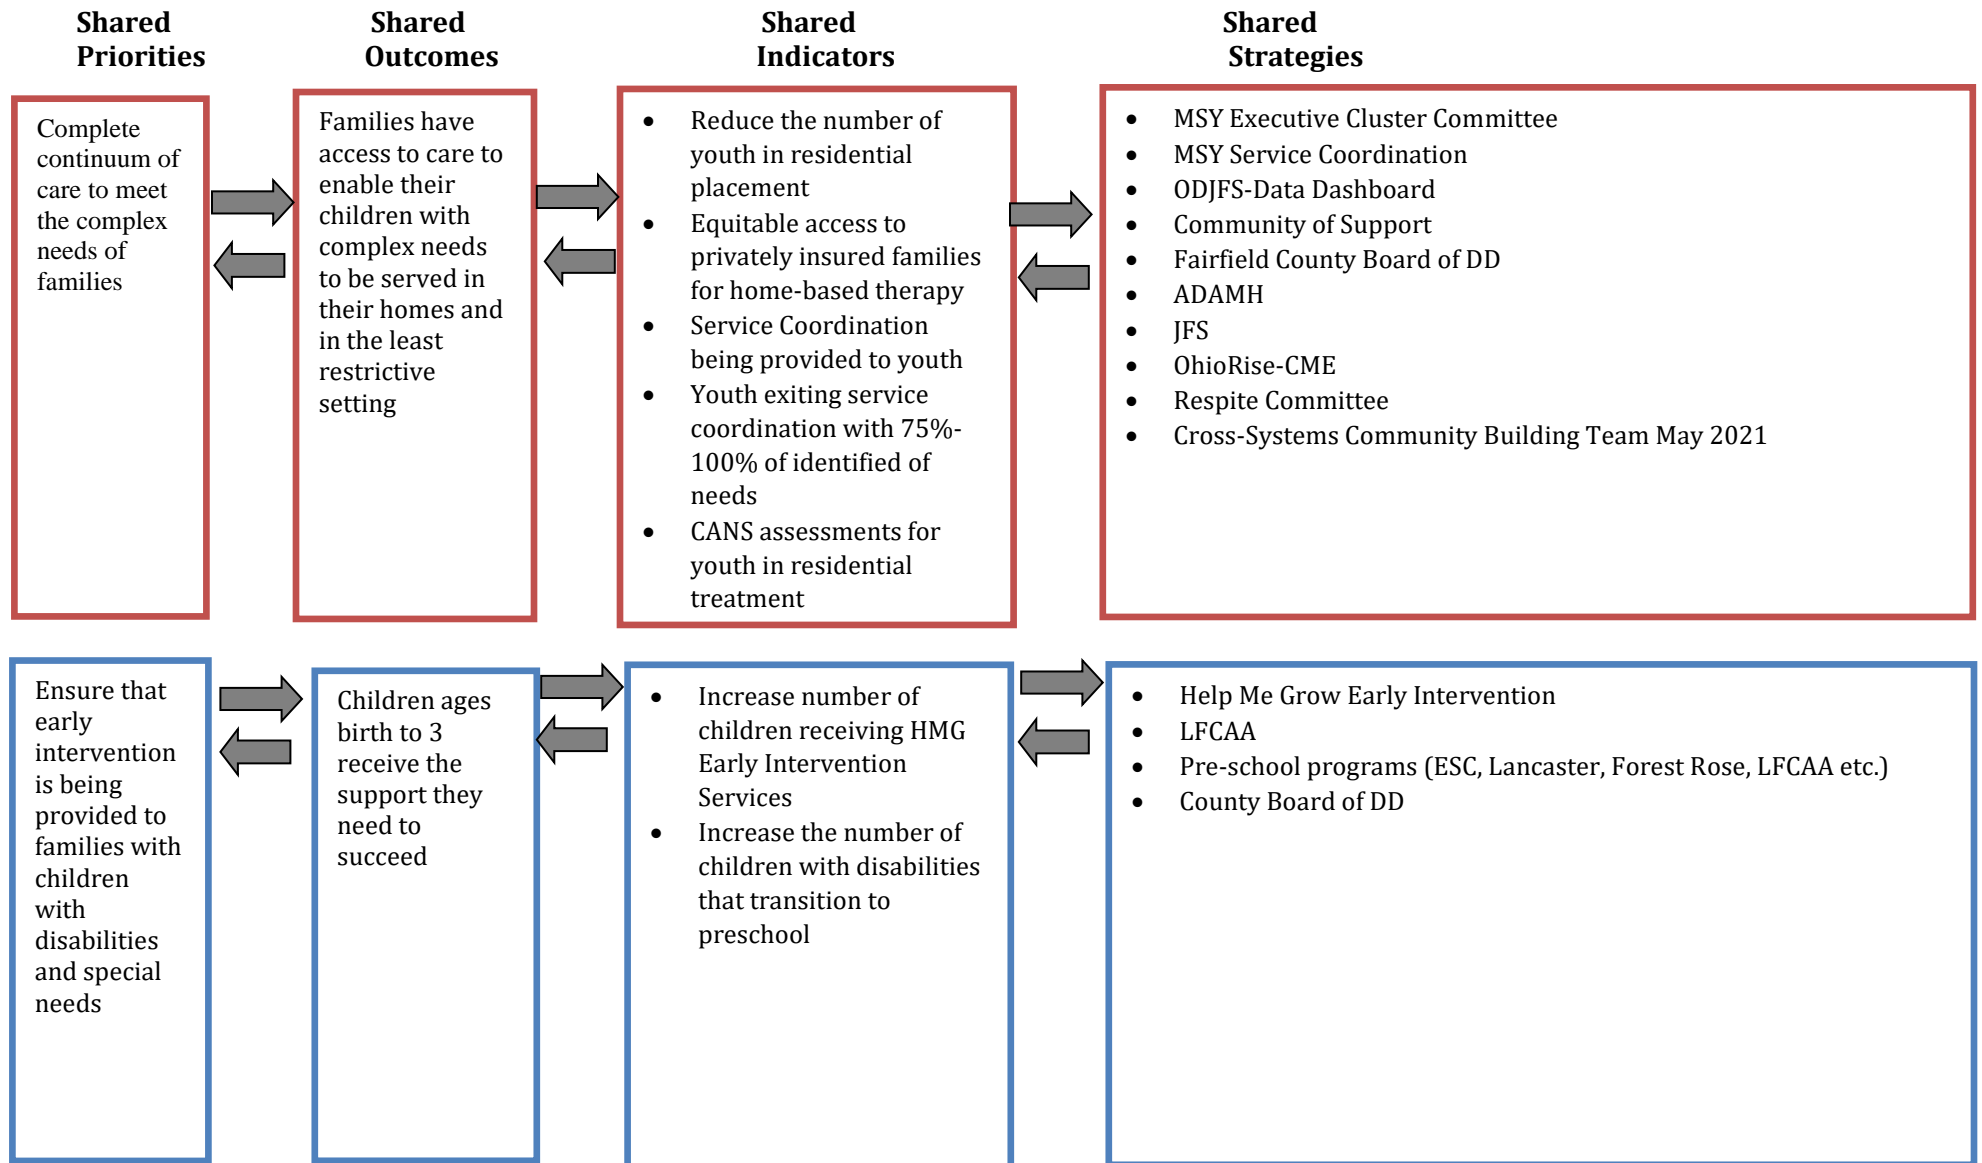 Shared
Priorities
Shared
Outcomes
Shared
Indicators
Shared
Strategies
Complete
continuum of
care to meet
the complex
needs of
families
Families have
access to care to
enable their
children with
complex needs
to be served in
their homes and
in the least
restrictive
setting
• Reduce the number of
youth in residential
placement
• Equitable access to
privately insured families
for home-based therapy
• Service Coordination
being provided to youth
• Youth exiting service
coordination with 75%-
100% of identified of
needs
• CANS assessments for
youth in residential
treatment
• MSY Executive Cluster Committee
• MSY Service Coordination
• ODJFS-Data Dashboard
• Community of Support
• Fairfield County Board of DD
• ADAMH
• JFS
• OhioRise-CME
• Respite Committee
• Cross-Systems Community Building Team May 2021
Ensure that
early
intervention
is being
provided to
families with
children
with
disabilities
and special
needs
Children ages
birth to 3
receive the
support they
need to
succeed
• Increase number of
children receiving HMG
Early Intervention
Services
• Increase the number of
children with disabilities
that transition to
preschool
• Help Me Grow Early Intervention
• LFCAA
• Pre-school programs (ESC, Lancaster, Forest Rose, LFCAA etc.)
• County Board of DD